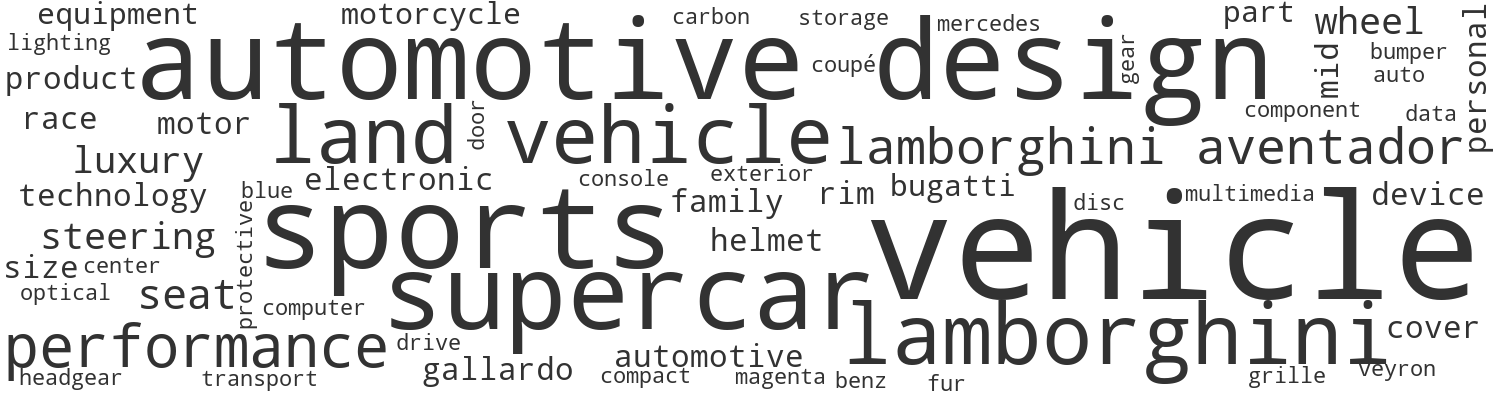 equipment motorcycle carbon storage mercedes part wheel personal
lighting automotive design gear mid bumper
product coupé auto
race motor land vehicle door lamborghini aventador component data
luxury
technology blue electronic console exterior family rim bugatti disc multimedia device
steering protective sports helmet vehicle
size center
optical seat computer supercar
performance drive lamborghini cover
headgear transport gallardo automotive compact magenta benz fur grille veyron